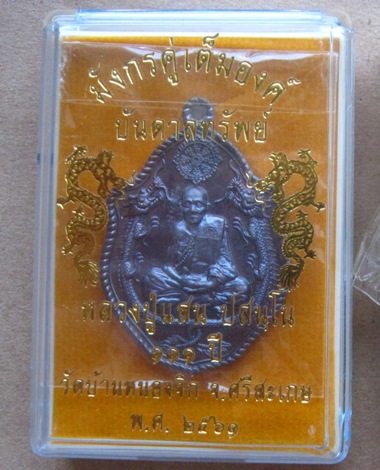 มังกรคู่เต็มองค์
บันดาลทรัพย์
หลวงปู่แสน ปสนฺโน
๑๑๑ ปี
วัดบ้านหนองจิก จ.ศรีสะเกษ
พ.ศ. ๒๕๖๑